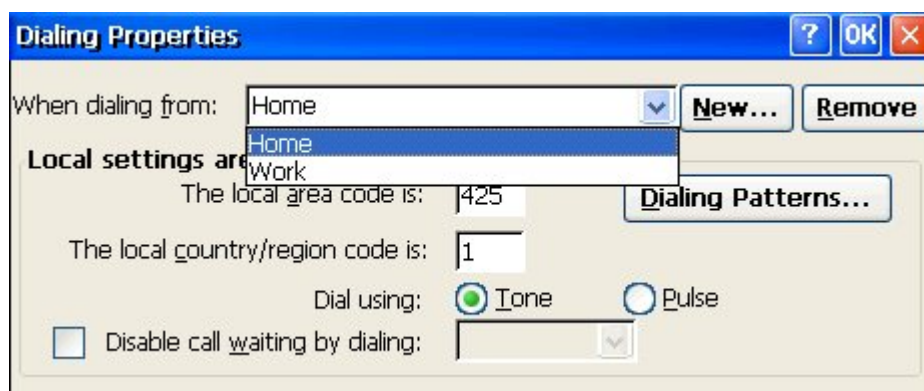 Dialing Properties ? OK ×
When dialing from: Home New... Remove
Home
Local settings are
Work
The local area code is: 425 Dialing Patterns...
The local country/region code is: 1
Dial using: Tone Pulse
Disable call waiting by dialing: